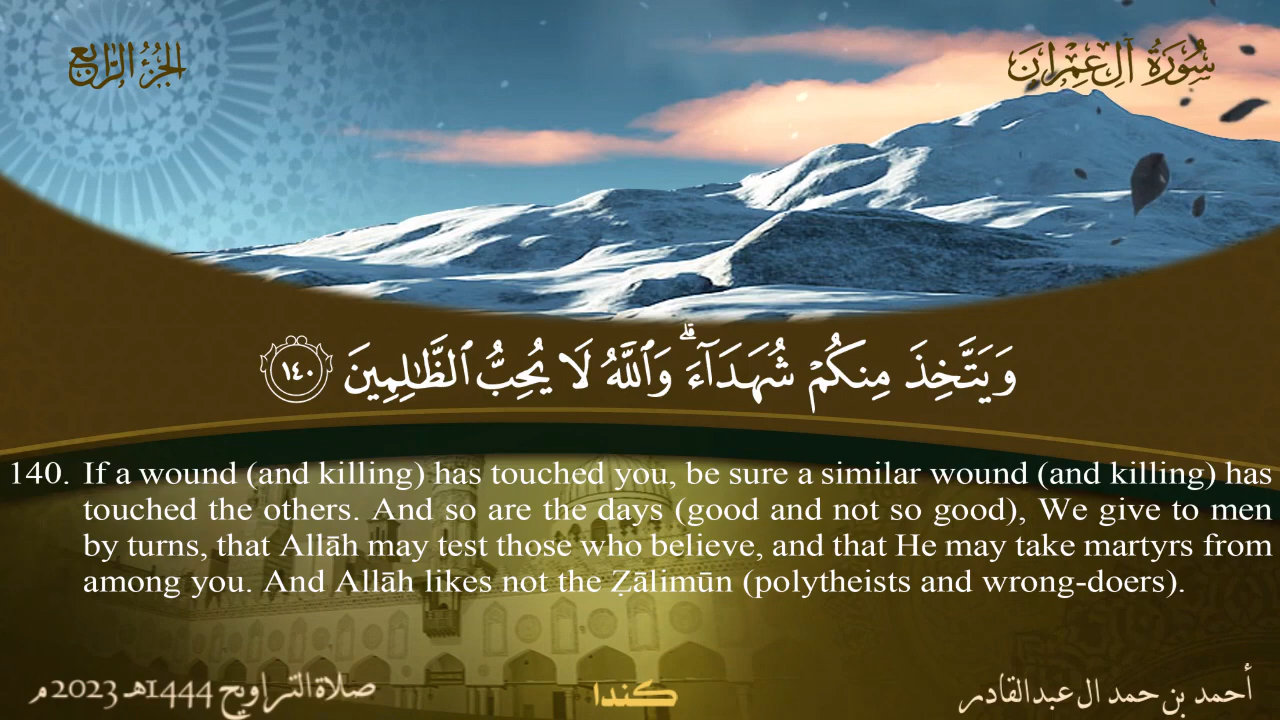 الجزء الرابع
سُورَةُ آلِ عِمْرَانَ
وَيَتَّخِذَ مِنكُمْ شُهَدَآءَ ۗ وَٱللَّهُ لَا يُحِبُّ ٱلظَّـٰلِمِينَ ١٤٠
140. If a wound (and killing) has touched you, be sure a similar wound (and killing) has
touched the others. And so are the days (good and not so good), We give to men
by turns, that Allāh may test those who believe, and that He may take martyrs from
among you. And Allāh likes not the Ẓālimūn (polytheists and wrong-doers).
صلاة التراويح 1444هـ 2023 م
كندا
أحمد بن حمد ال عبدالقادر